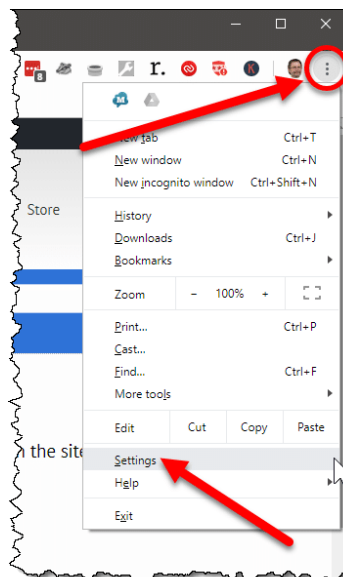 8
r.
New tab Ctrl+T
New window Ctrl+N
New incognito window Ctrl+Shift+N
Store
History
Downloads Ctrl+J
Bookmarks
Zoom - 100% +
Print... Ctrl+P
Cast...
Find... Ctrl+F
More tools
Edit Cut Copy Paste
the site
Settings
Help
Exit